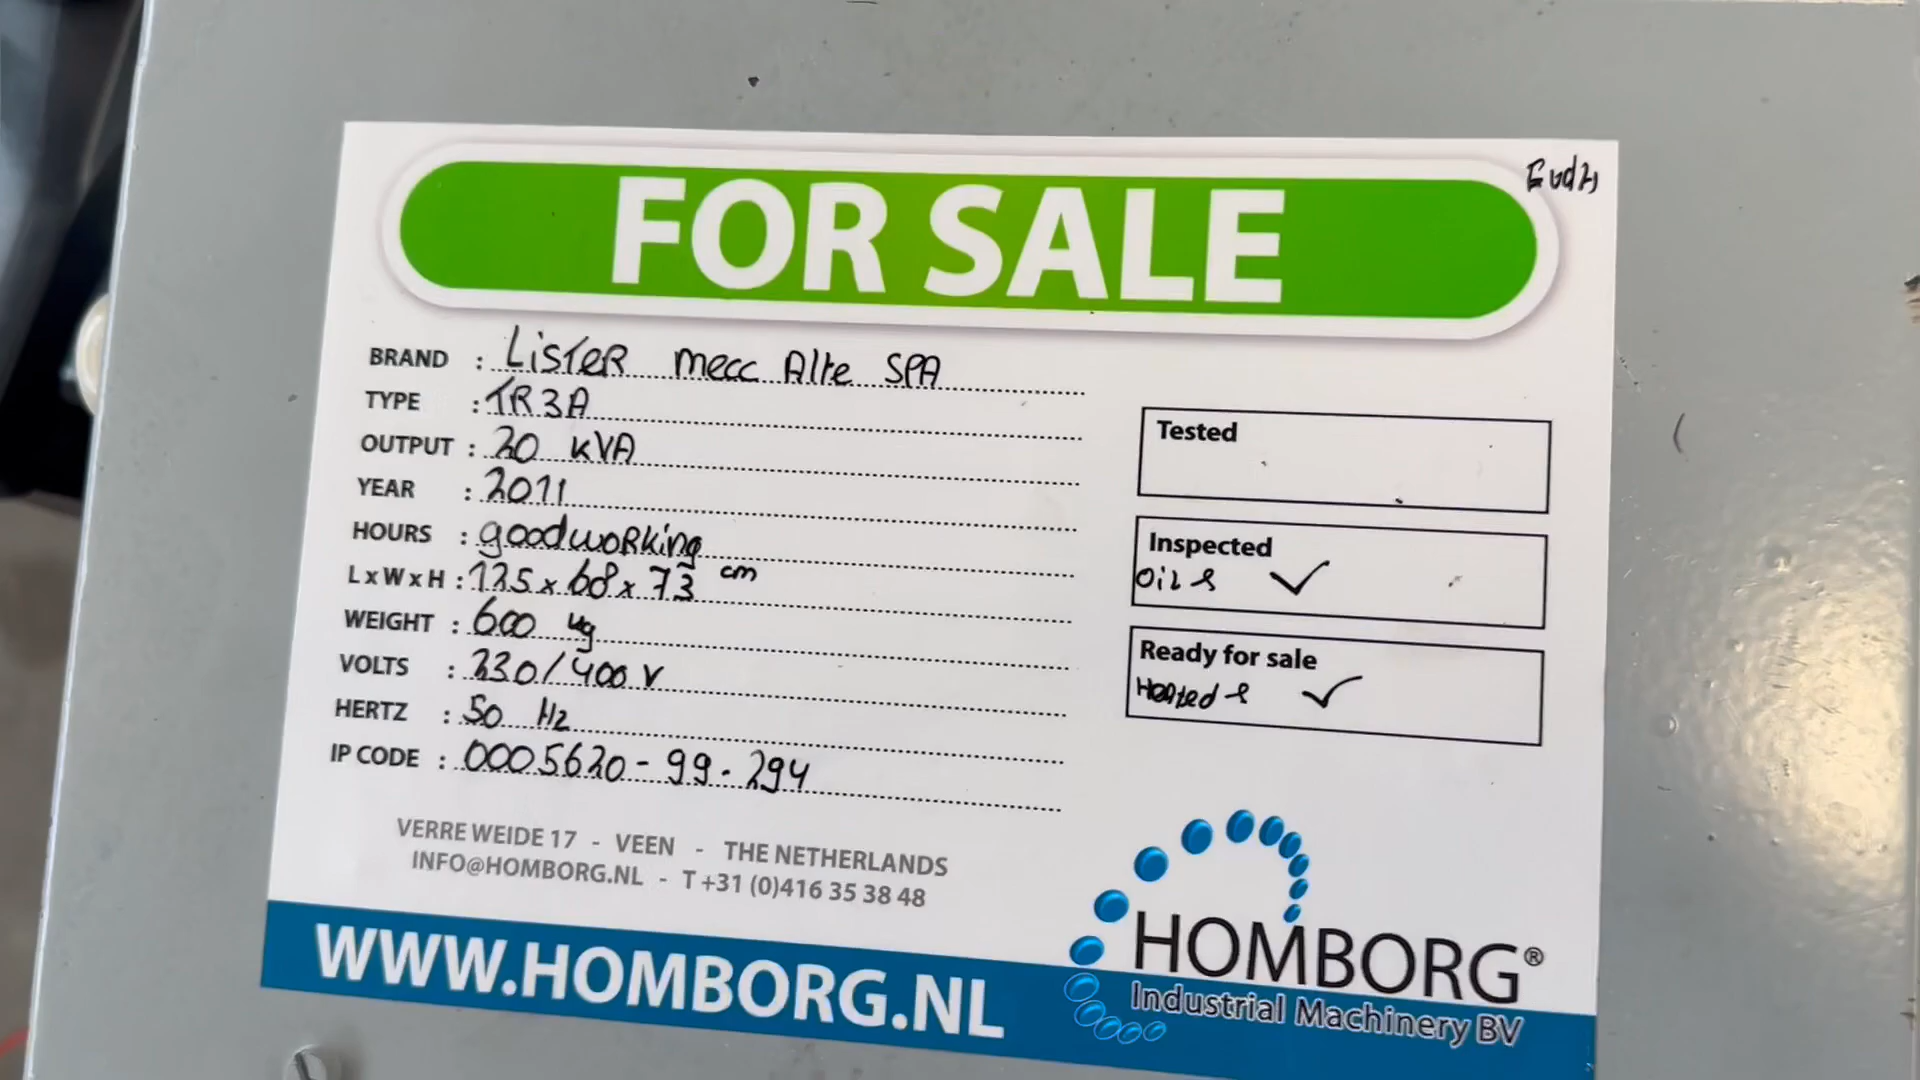 FOR SALE
BRAND : LiSTeR mecc Alte SPA
TYPE : TR3A
OUTPUT : 20 kVA
YEAR : 2011
HOURS : goodwoRking
L x W x H : 125 x 68 x 73 cm
WEIGHT : 600 kg
VOLTS : 230/400 V
HERTZ : 50 Hz
IP CODE : 0005620-99-294
Tested
Inspected
OiL &
✓
Ready for sale
Heated &
✓
VERRE WEIDE 17 - VEEN - THE NETHERLANDS
INFO@HOMBORG.NL - T +31 (0)416 35 38 48
WWW.HOMBORG.NL
HOMBORG®
Industrial Machinery BV